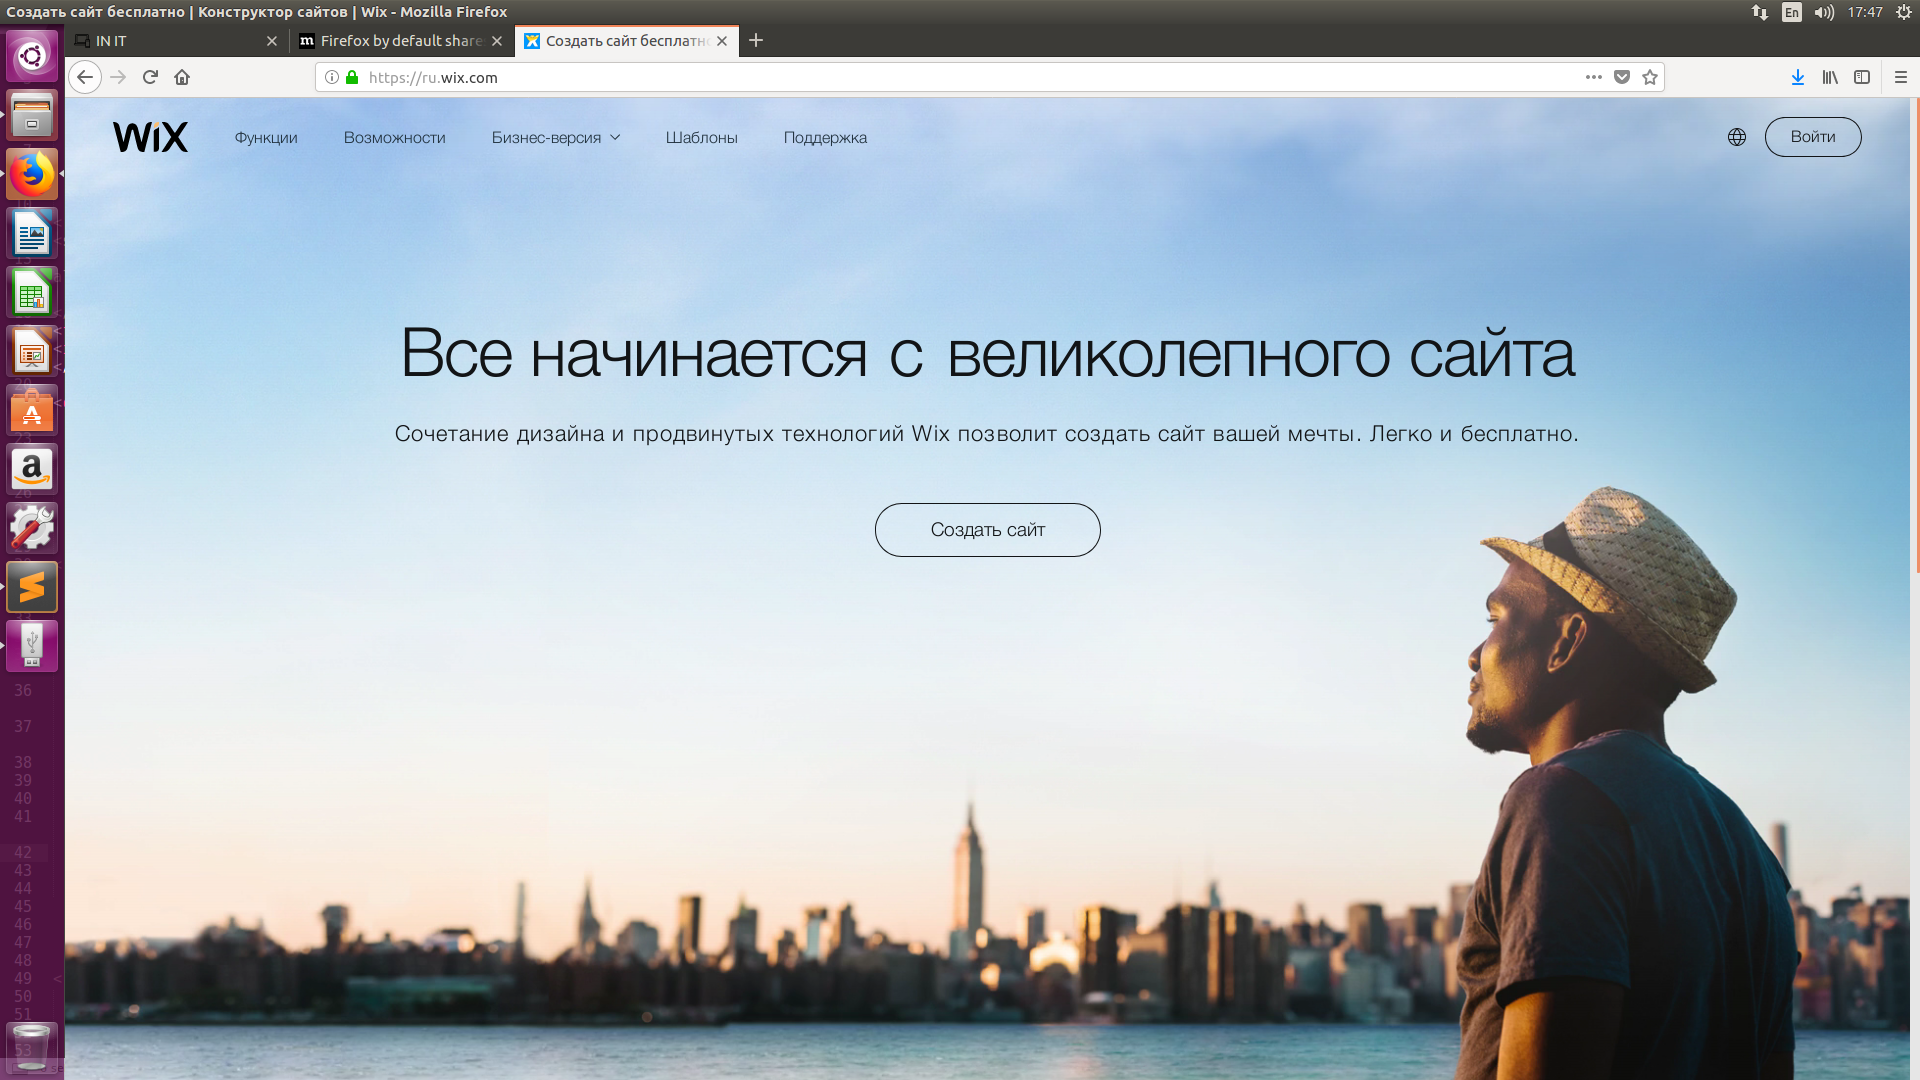 Создать сайт бесплатно | Конструктор сайтов | Wix - Mozilla Firefox
En
17:47
IN IT
Firefox by default share
Создать сайт бесплатн
https://ru.wix.com
WiX
Функции
Возможности
Бизнес-версия
Шаблоны
Поддержка
Войти
Все начинается с великолепного сайта
Сочетание дизайна и продвинутых технологий Wix позволит создать сайт вашей мечты. Легко и бесплатно.
Создать сайт
36
37
38
39
40
41
42
43
44
45
46
47
48
49 <
50
51
53